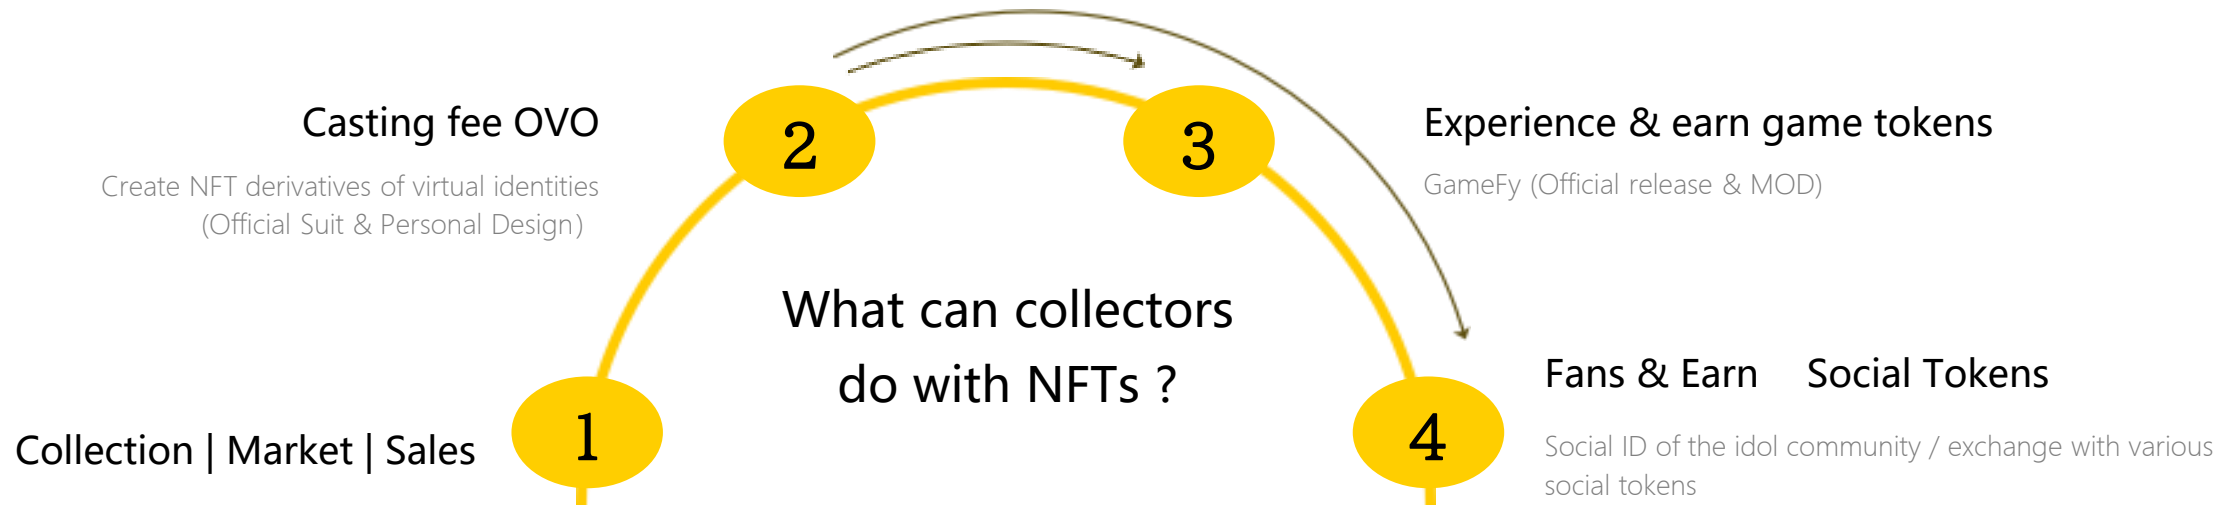 Casting fee OVO
Create NFT derivatives of virtual identities
(Official Suit & Personal Design)
2
3
Experience & earn game tokens
GameFy (Official release & MOD)
What can collectors
do with NFTs ?
Collection | Market | Sales
1
4
Fans & Earn Social Tokens
Social ID of the idol community / exchange with various
social tokens